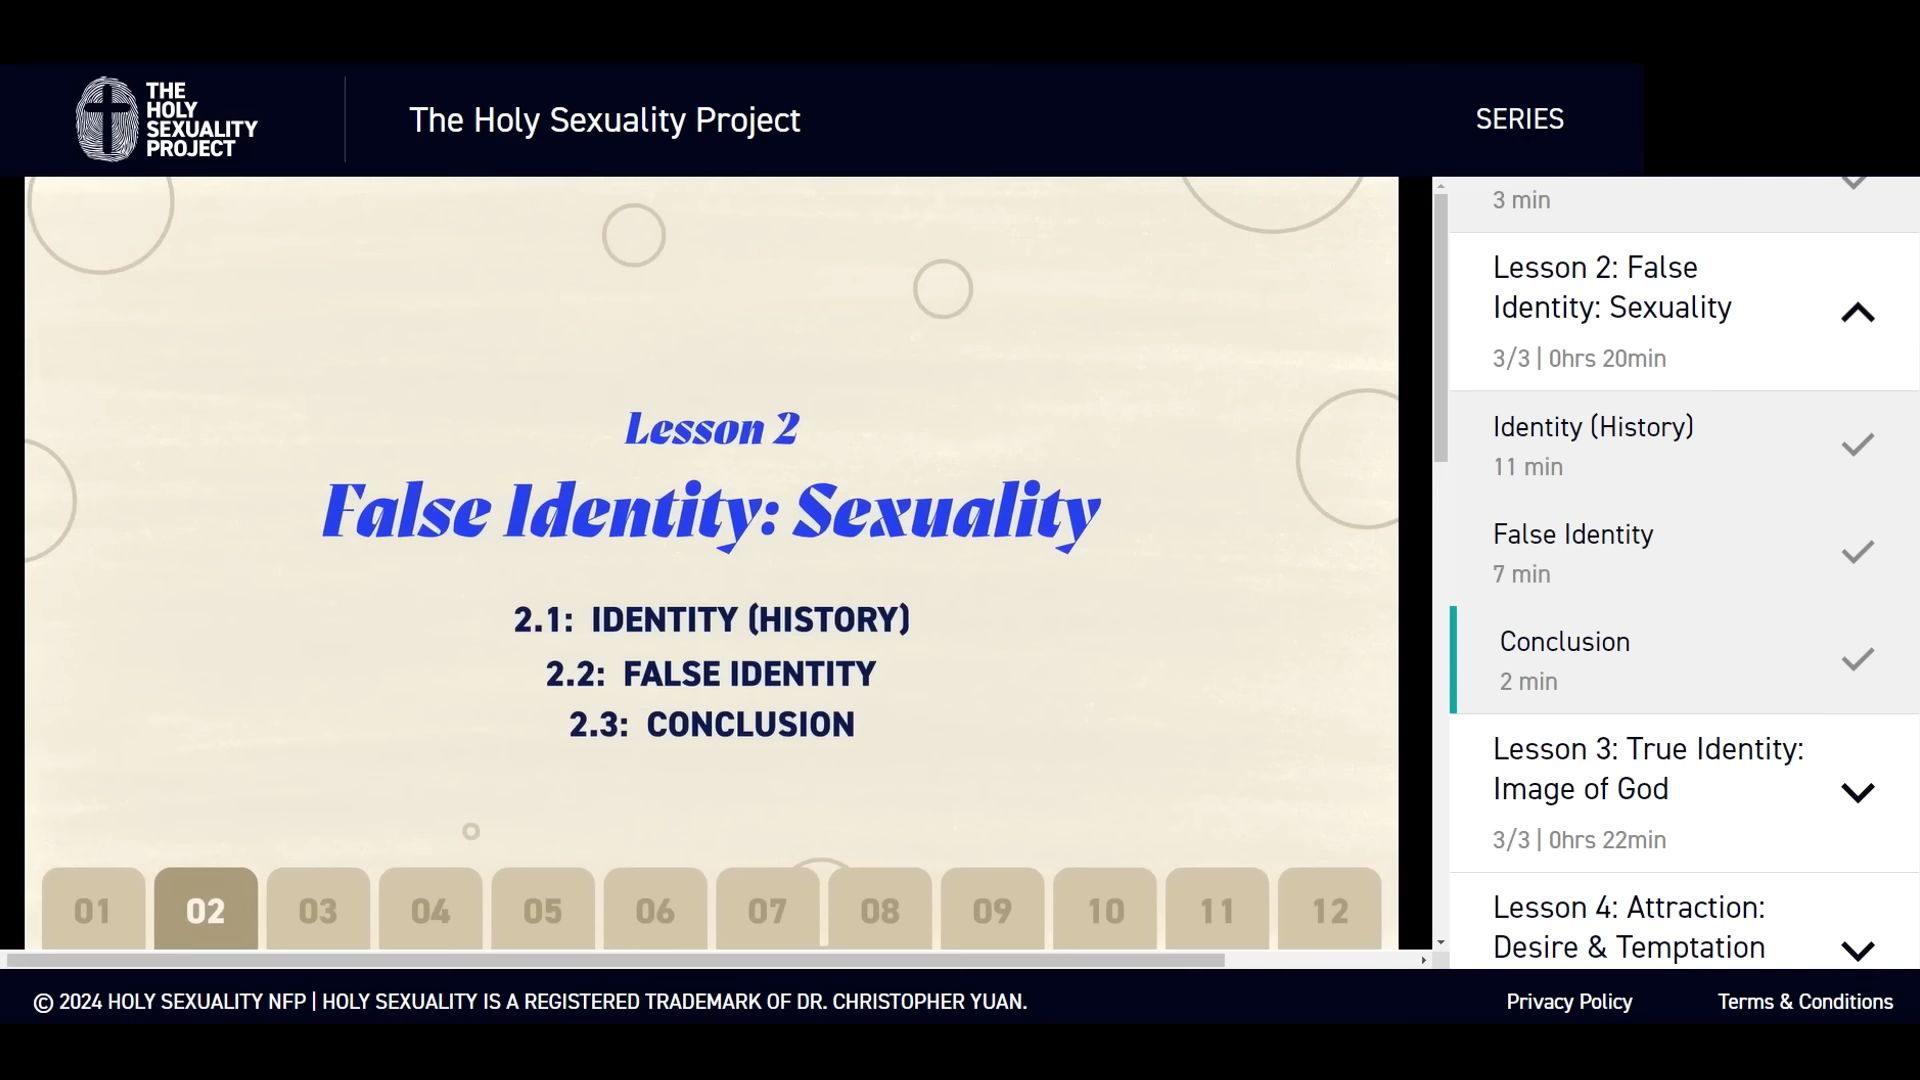 THE
HOLY
SEXUALITY
PROJECT
The Holy Sexuality Project
SERIES
Lesson 2
False Identity: Sexuality
2.1: IDENTITY (HISTORY)
2.2: FALSE IDENTITY
2.3: CONCLUSION
01 02 03 04 05 06 07 08 09 10 11 12
3 min
Lesson 2: False
Identity: Sexuality
3/3 | 0hrs 20min
Identity (History)
11 min
False Identity
7 min
Conclusion
2 min
Lesson 3: True Identity:
Image of God
3/3 | 0hrs 22min
Lesson 4: Attraction:
Desire & Temptation
© 2024 HOLY SEXUALITY NFP | HOLY SEXUALITY IS A REGISTERED TRADEMARK OF DR. CHRISTOPHER YUAN.
Privacy Policy
Terms & Conditions